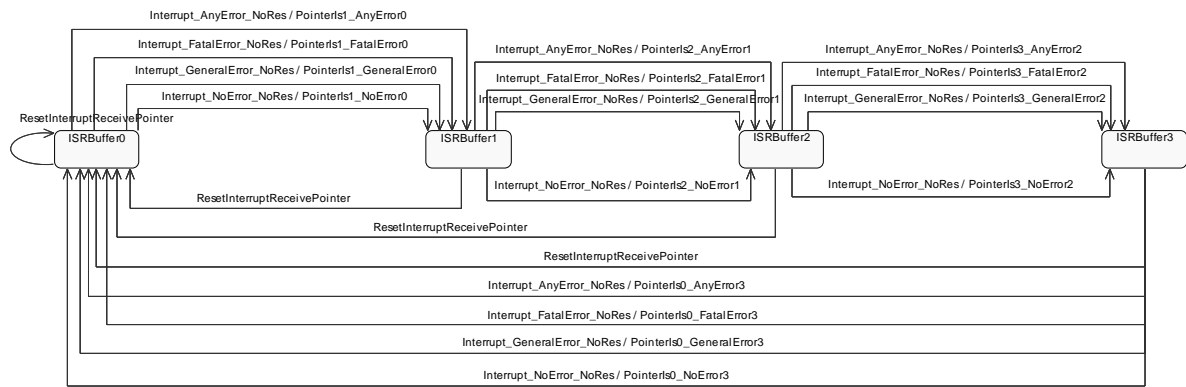 Interrupt_AnyError_NoRes / PointerIs1_AnyError0
Interrupt_FatalError_NoRes / PointerIs1_FatalError0
Interrupt_GeneralError_NoRes / PointerIs1_GeneralError0
Interrupt_NoError_NoRes / PointerIs1_NoError0
Interrupt_AnyError_NoRes / PointerIs2_AnyError1
Interrupt_FatalError_NoRes / PointerIs2_FatalError1
Interrupt_GeneralError_NoRes / PointerIs2_GeneralError1
Interrupt_AnyError_NoRes / PointerIs3_AnyError2
Interrupt_FatalError_NoRes / PointerIs3_FatalError2
Interrupt_GeneralError_NoRes / PointerIs3_GeneralError2
ResetInterruptReceivePointer
ISRBuffer0
ISRBuffer1
ISRBuffer2
ISRBuffer3
Interrupt_NoError_NoRes / PointerIs2_NoError1
Interrupt_NoError_NoRes / PointerIs3_NoError2
ResetInterruptReceivePointer
ResetInterruptReceivePointer
ResetInterruptReceivePointer
Interrupt_AnyError_NoRes / PointerIs0_AnyError3
Interrupt_FatalError_NoRes / PointerIs0_FatalError3
Interrupt_GeneralError_NoRes / PointerIs0_GeneralError3
Interrupt_NoError_NoRes / PointerIs0_NoError3